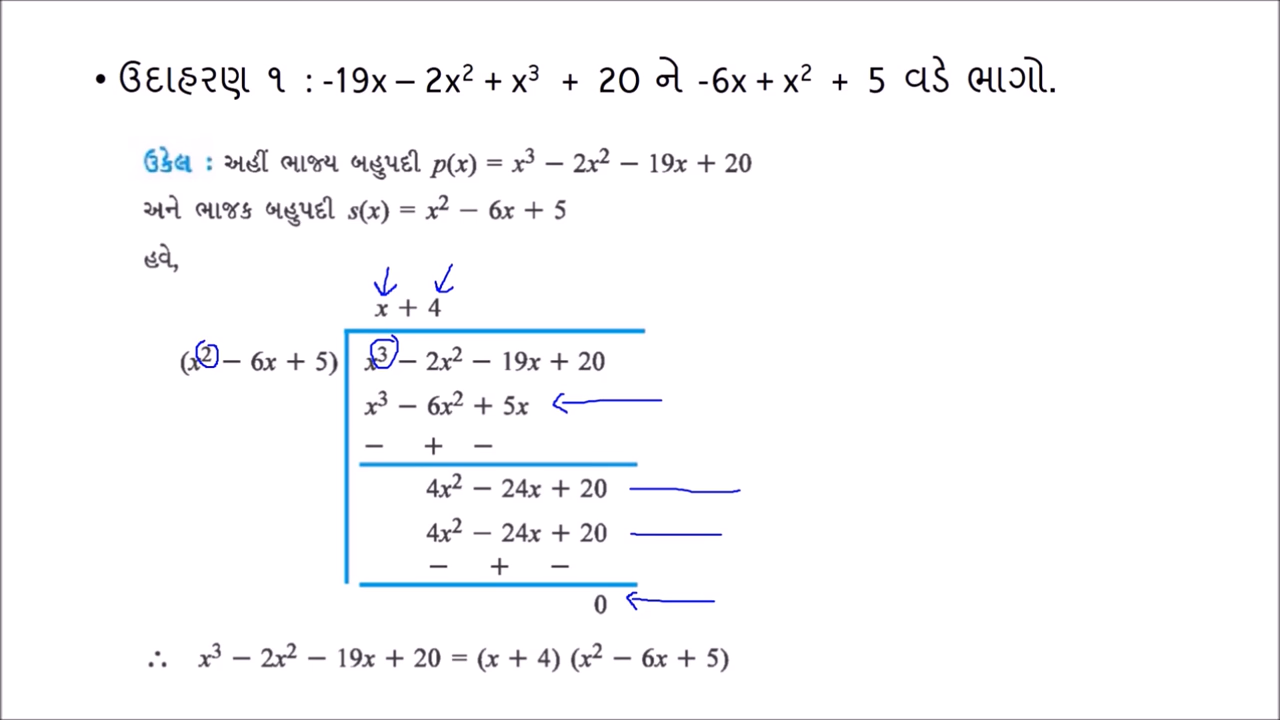 • ઉદાહરણ ૧ : -19x – 2x² + x³ + 20 ને -6x + x² + 5 વડે ભાગો.
ઉકેલ : અહીં ભાજ્ય બહુપદી p(x) = x³ − 2x² − 19x + 20
અને ભાજક બહુપદી s(x) = x² − 6x + 5
હવે,
x + 4
(x² − 6x + 5) x³ − 2x² − 19x + 20
x³ − 6x² + 5x
− + −
4x² − 24x + 20
4x² − 24x + 20
− + −
0
∴ x³ − 2x² − 19x + 20 = (x + 4) (x² − 6x + 5)